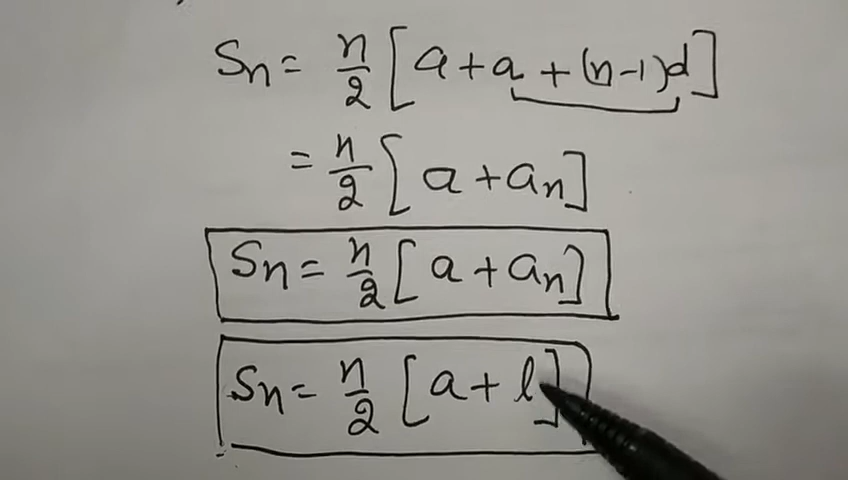 Sn = n/2 [a + a + (n-1)d]
= n/2 [a + an]
Sn = n/2 [a + an]
Sn = n/2 [a + l]